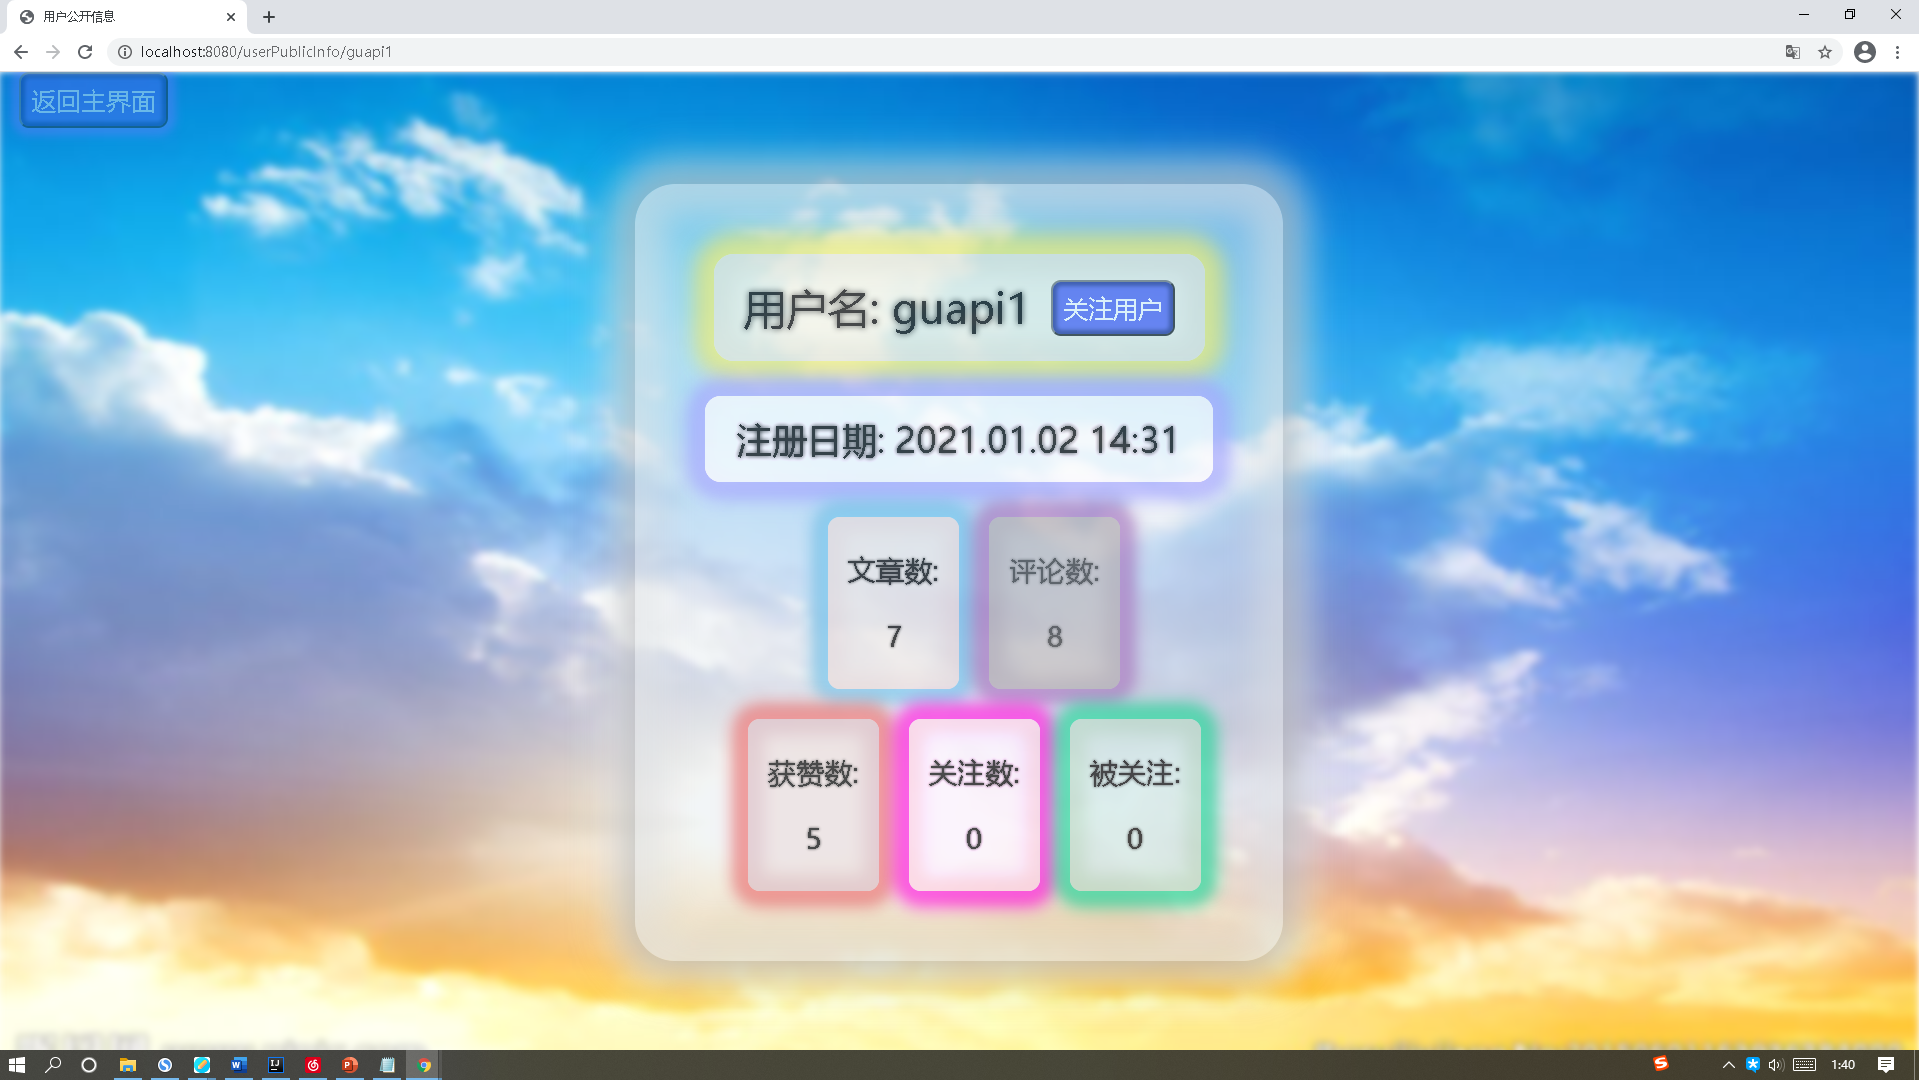 用户公开信息
localhost:8080/userPublicInfo/guapi1
返回主界面
用户名: guapi1 关注用户
注册日期: 2021.01.02 14:31
文章数: 评论数:
7 8
获赞数: 关注数: 被关注:
5 0 0
1:40